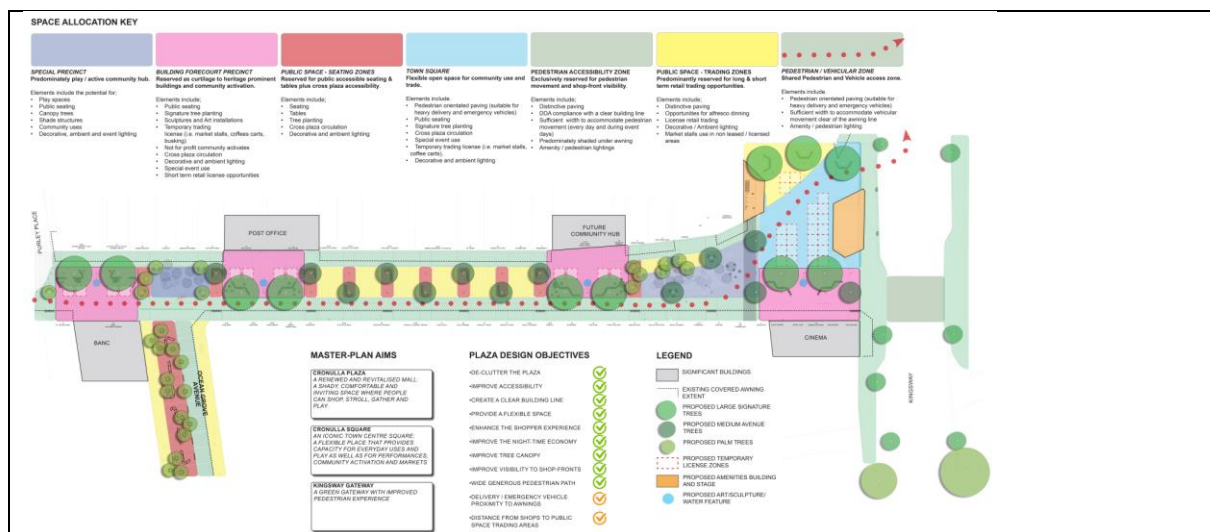 SPACE ALLOCATION KEY
SPECIAL PRECINCT
Predominately play / active community hub.
Elements include the potential for:
• Play spaces
• Public seating
• Canopy trees
• Shade structures
• Community uses
• Decorative, ambient and event lighting
BUILDING FORECOURT PRECINCT
Reserved as curtilage to heritage prominent
buildings and community activation.
Elements include;
• Public seating
• Signature tree planting
• Sculptures and Art installations
• Temporary trading
license (i.e. market stalls, coffees carts,
busking)
• Not for profit community activates
• Cross plaza circulation
• Decorative and ambient lighting
• Special event use
• Short term retail license opportunities
PUBLIC SPACE - SEATING ZONES
Reserved for public accessible seating &
tables plus cross plaza accessibility.
Elements include;
• Seating
• Tables
• Tree planting
• Cross plaza circulation
• Decorative and ambient lighting
TOWN SQUARE
Flexible open space for community use and
trade.
Elements include.
• Pedestrian orientated paving (suitable for
heavy delivery and emergency vehicles)
• Public seating
• Signature tree planting
• Cross plaza circulation
• Special event use
• Temporary trading license (i.e. market stalls,
coffee carts).
• Decorative and ambient lighting
PEDESTRIAN ACCESSIBILITY ZONE
Exclusively reserved for pedestrian
movement and shop-front visibility.
Elements include;
• Distinctive paving
• DDA compliance with a clear building line
• Sufficient width to accommodate pedestrian
movement (every day and during event
days)
• Predominately shaded under awning
• Amenity / pedestrian lightings
PUBLIC SPACE - TRADING ZONES
Predominantly reserved for long & short
term retail trading opportunities.
Elements include;
• Distinctive paving
• Opportunities for alfresco dinning
• License retail trading
• Decorative / Ambient lighting
• Market stalls use in non leased / licensed
areas
PEDESTRIAN / VEHICULAR ZONE
Shared Pedestrian and Vehicle access zone.
Elements include.
• Pedestrian orientated paving (suitable for
heavy delivery and emergency vehicles)
• Sufficient width to accommodate vehicular
movement clear of the awning line
• Amenity / pedestrian lighting
PURLEY PLACE
POST OFFICE
FUTURE
COMMUNITY HUB
BANC
OCEAN GROVE
AVENUE
CINEMA
KINGSWAY
MASTER-PLAN AIMS
CRONULLA PLAZA
A RENEWED AND REVITALISED MALL.
A SHADY, COMFORTABLE AND
INVITING SPACE WHERE PEOPLE
CAN SHOP, STROLL, GATHER AND
PLAY
CRONULLA SQUARE
AN ICONIC TOWN CENTRE SQUARE;
A FLEXIBLE PLACE THAT PROVIDES
CAPACITY FOR EVERYDAY USES AND
PLAY AS WELL AS FOR PERFORMANCES,
COMMUNITY ACTIVATION AND MARKETS
KINGSWAY GATEWAY
A GREEN GATEWAY WITH IMPROVED
PEDESTRIAN EXPERIENCE
PLAZA DESIGN OBJECTIVES
•DE-CLUTTER THE PLAZA
•IMPROVE ACCESSIBILITY
•CREATE A CLEAR BUILDING LINE
•PROVIDE A FLEXIBLE SPACE
•ENHANCE THE SHOPPER EXPERIENCE
•IMPROVE THE NIGHT-TIME ECONOMY
•IMPROVE TREE CANOPY
•IMPROVE VISIBILITY TO SHOP-FRONTS
•WIDE GENEROUS PEDESTRIAN PATH
•DELIVERY / EMERGENCY VEHICLE
PROXIMITY TO AWNINGS
•DISTANCE FROM SHOPS TO PUBLIC
SPACE TRADING AREAS
LEGEND
SIGNIFICANT BUILDINGS
EXISTING COVERED AWNING
EXTENT
PROPOSED LARGE SIGNATURE
TREES
PROPOSED MEDIUM AVENUE
TREES
PROPOSED PALM TREES
PROPOSED TEMPORARY
LICENSE ZONES
PROPOSED AMENITIES BUILDING
AND STAGE
PROPOSED ART/SCULPTURE/
WATER FEATURE